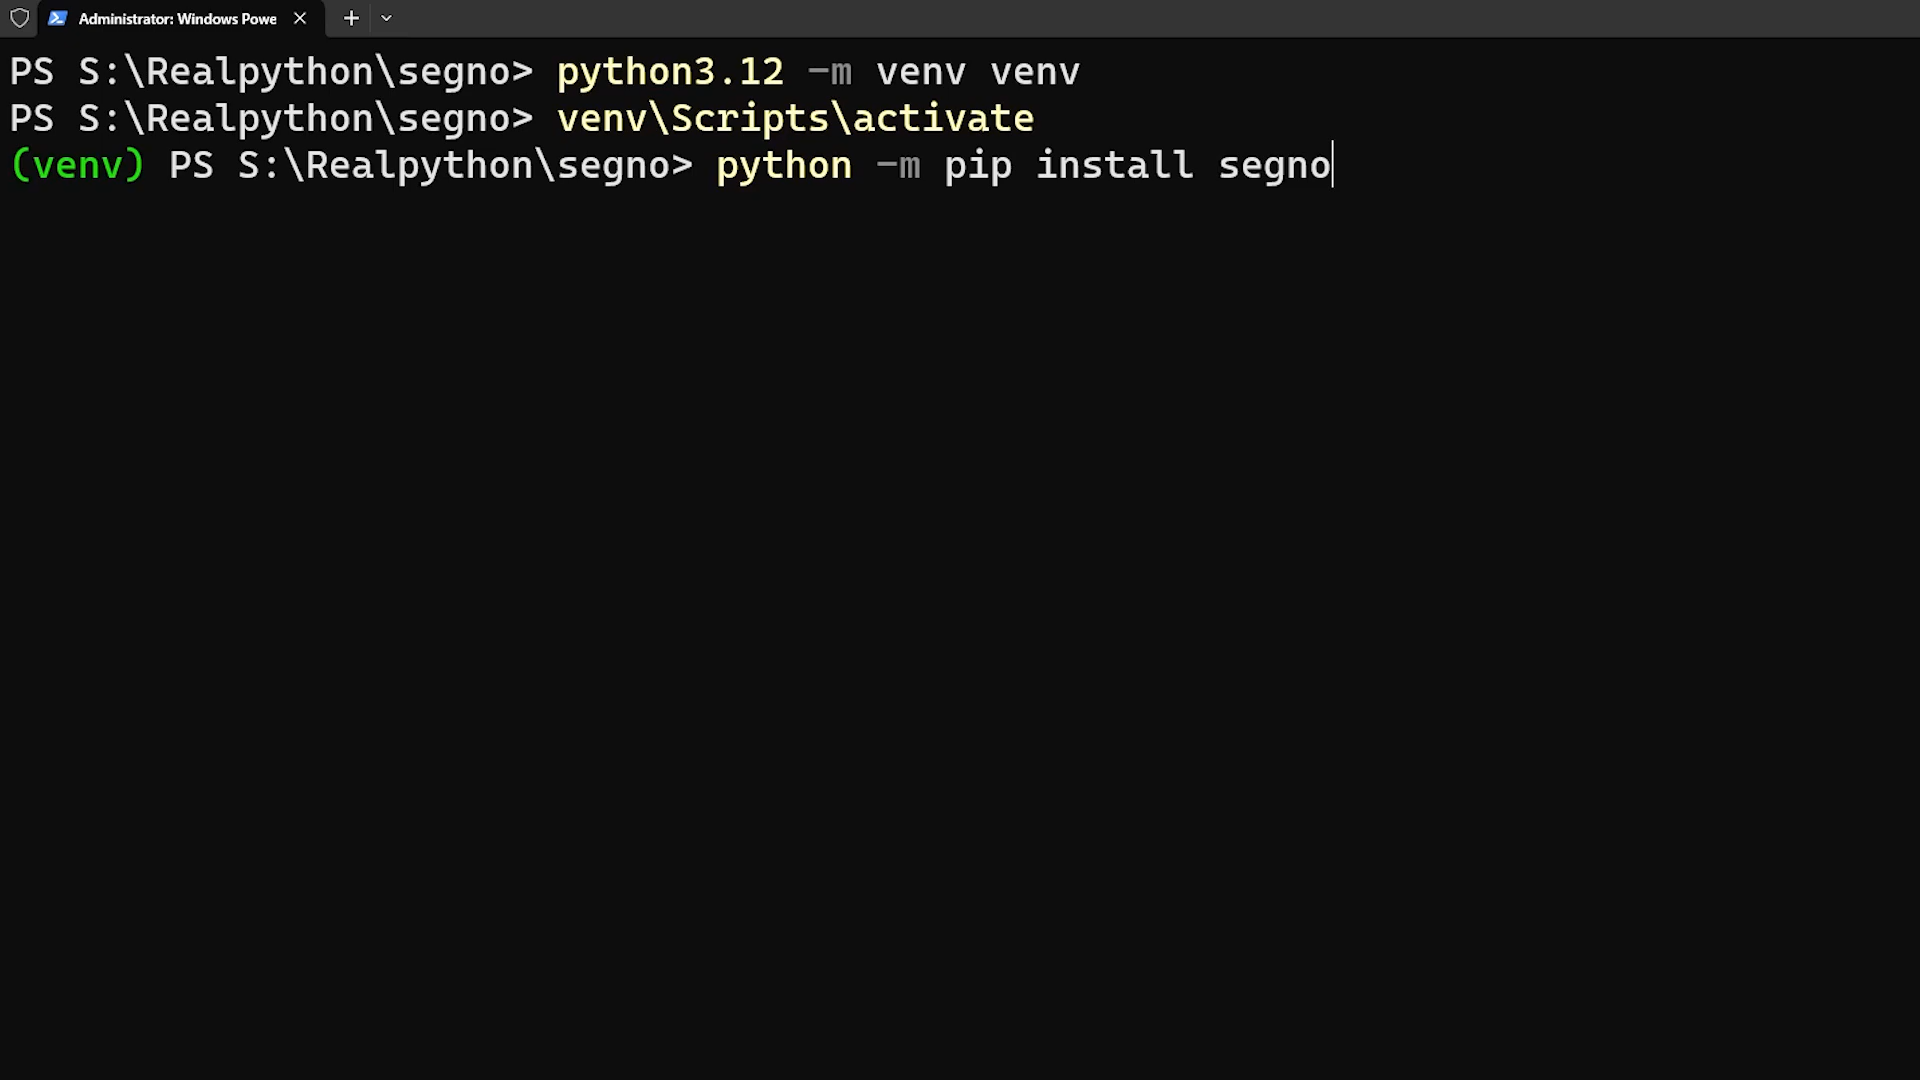 Administrator: Windows Powe
PS S:\Realpython\segno> python3.12 -m venv venv
PS S:\Realpython\segno> venv\Scripts\activate
(venv) PS S:\Realpython\segno> python -m pip install segno